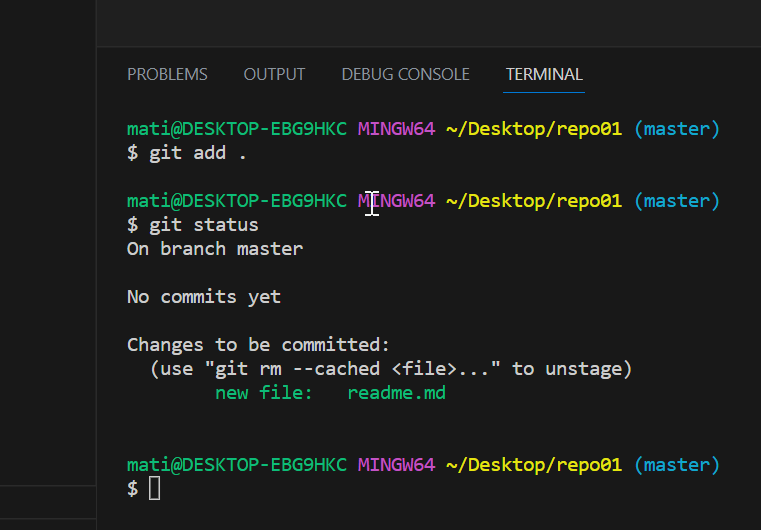 PROBLEMS OUTPUT DEBUG CONSOLE TERMINAL
mati@DESKTOP-EBG9HKC MINGW64 ~/Desktop/repo01 (master)
$ git add .
mati@DESKTOP-EBG9HKC MINGW64 ~/Desktop/repo01 (master)
$ git status
On branch master
No commits yet
Changes to be committed:
(use "git rm --cached <file>..." to unstage)
new file: readme.md
mati@DESKTOP-EBG9HKC MINGW64 ~/Desktop/repo01 (master)
$